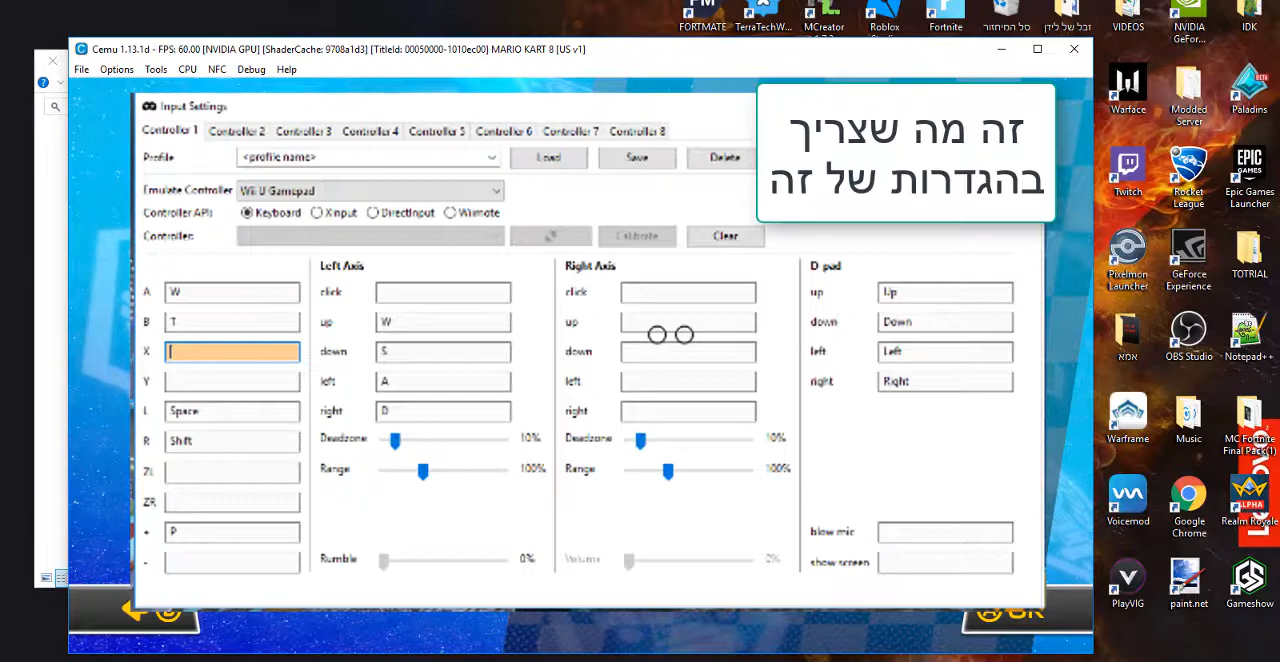 FORTMATE
TerraTechW...
MCreator
Roblox
Fortnite
סל המיחזור
זבל של לידן
VIDEOS
NVIDIA
GeFor...
IDK
Cemu 1.13.1d - FPS: 60.00 [NVIDIA GPU] [ShaderCache: 9708a1d3] [TitleId: 00050000-1010ec00] MARIO KART 8 [US v1]
File Options Tools CPU NFC Debug Help
זה מה שצריך
בהגדרות של זה
Input Settings
Controller 1 Controller 2 Controller 3 Controller 4 Controller 5 Controller 6 Controller 7 Controller 8
Profile <profile name> Load Save Delete
Emulate Controller Wii U Gamepad
Controller API: Keyboard XInput DirectInput Wiimote
Controller: Calibrate Clear
Left Axis Right Axis D-pad
A W click click up Up
B T up W up down Down
X down S down left Left
Y left A left right Right
L Space right D right
R Shift Deadzone 10% Deadzone 10%
ZL Range 100% Range 100%
ZR
+ P blow mic
- Rumble 0% Volume 0% show screen
B
A OK
Warface
Modded
Server
Paladins
Twitch
Rocket
League
Epic Games
Launcher
Pixelmon
Launcher
GeForce
Experience
TOTRIAL
אמא
OBS Studio
Notepad++
Warframe
Music
MC Fortnite
Final Pack(1)
Voicemod
Google
Chrome
Realm Royale
PlayVIG
paint.net
Gameshow